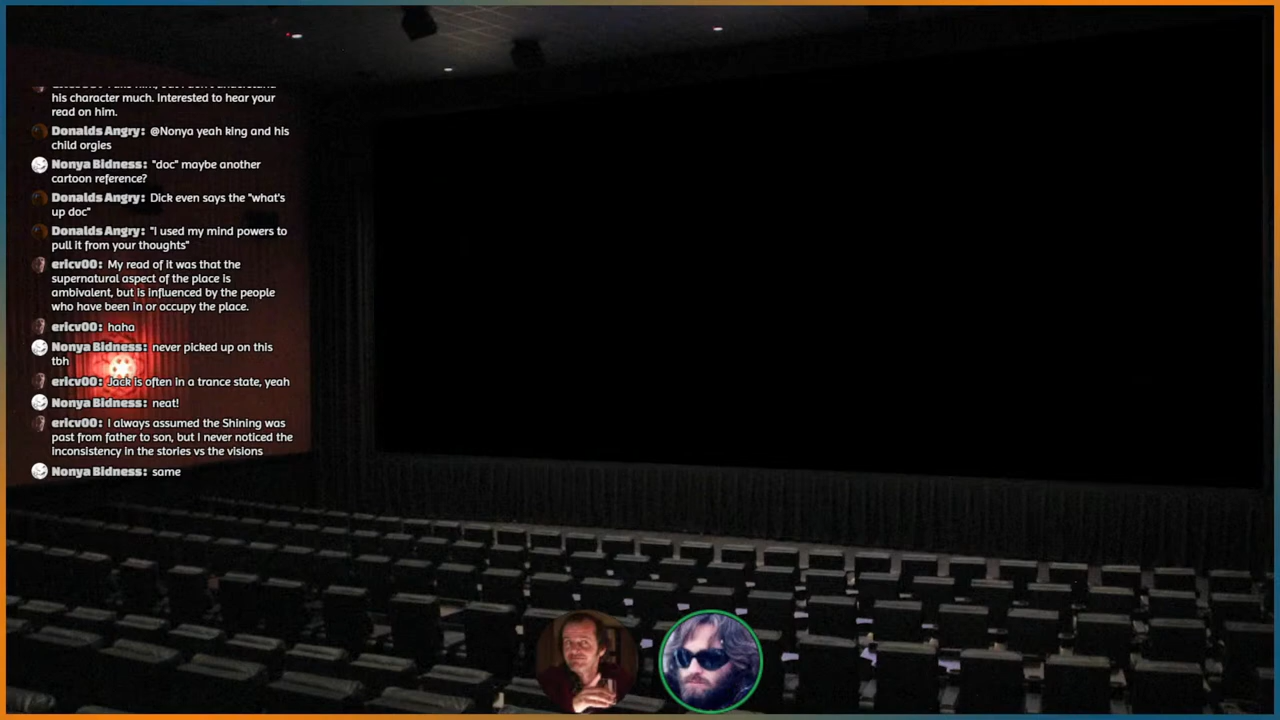 his character much. Interested to hear your
read on him.
Donalds Angry: @Nonya yeah king and his
child orgies
Nonya Bidness: "doc" maybe another
cartoon reference?
Donalds Angry: Dick even says the "what's
up doc"
Donalds Angry: "i used my mind powers to
pull it from your thoughts"
ericv00: My read of it was that the
supernatural aspect of the place is
ambivalent, but is influenced by the people
who have been in or occupy the place.
ericv00: haha
Nonya Bidness: never picked up on this
tbh
ericv00: Jack is often in a trance state, yeah
Nonya Bidness: neat!
ericv00: I always assumed the Shining was
past from father to son, but I never noticed the
inconsistency in the stories vs the visions
Nonya Bidness: same